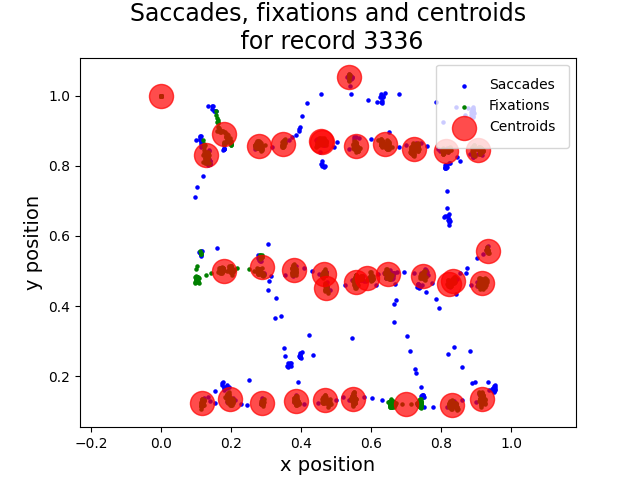 Saccades, fixations and centroids
for record 3336
Saccades
Fixations
Centroids
y position
1.0
0.8
0.6
0.4
0.2
−0.2
0.0
0.2
0.4
0.6
0.8
1.0
x position